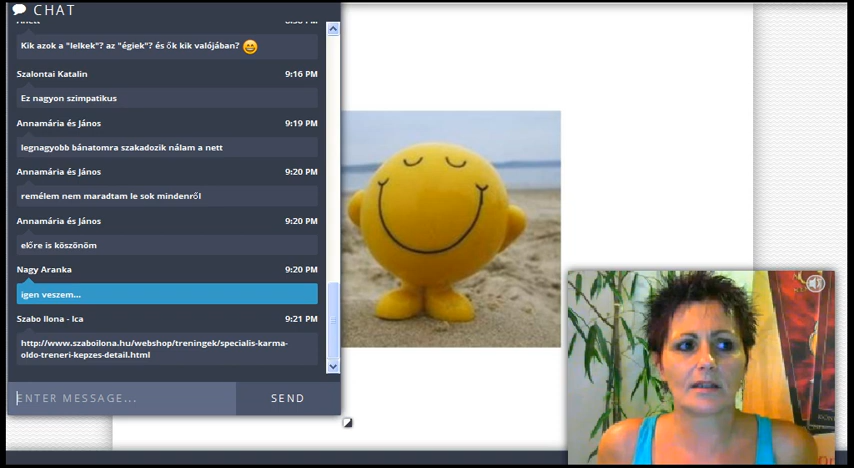 CHAT
Anett 8:58 PM
Kik azok a "lelkek"? az "égiek"? és ők kik valójában?
Szalontai Katalin 9:16 PM
Ez nagyon szimpatikus
Annamária és János 9:19 PM
legnagyobb bánatomra szakadozik nálam a nett
Annamária és János 9:20 PM
remélem nem maradtam le sok mindenről
Annamária és János 9:20 PM
előre is köszönöm
Nagy Aranka 9:20 PM
igen veszem...
Szabo Ilona - Ica 9:21 PM
http://www.szaboilona.hu/webshop/treningek/specialis-karma-
oldo-treneri-kepzes-detail.html
ENTER MESSAGE... SEND